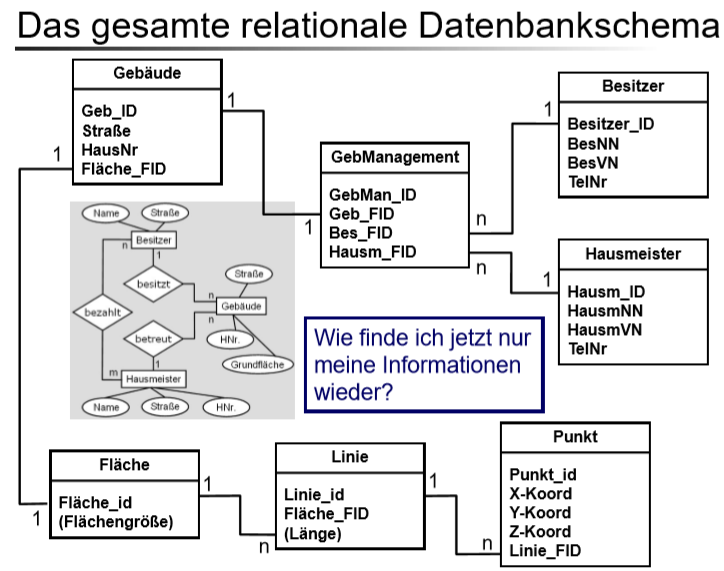 Das gesamte relationale Datenbankschema
Gebäude
Geb_ID
Straße
HausNr
Fläche_FID
1
1
GebManagement
GebMan_ID
Geb_FID
Bes_FID
Hausm_FID
1
n
n
Besitzer
Besitzer_ID
BesNN
BesVN
TelNr
1
Hausmeister
Hausm_ID
HausmNN
HausmVN
TelNr
1
Name
Straße
Besitzer
n
1
besitzt
n
Straße
Gebäude
n
bezahlt
betreut
HNr.
Grundfläche
m
1
Hausmeister
Name
Straße
HNr.
Wie finde ich jetzt nur
meine Informationen
wieder?
Fläche
Fläche_id
(Flächengröße)
1
1
Linie
Linie_id
Fläche_FID
(Länge)
n
1
Punkt
Punkt_id
X-Koord
Y-Koord
Z-Koord
Linie_FID
n